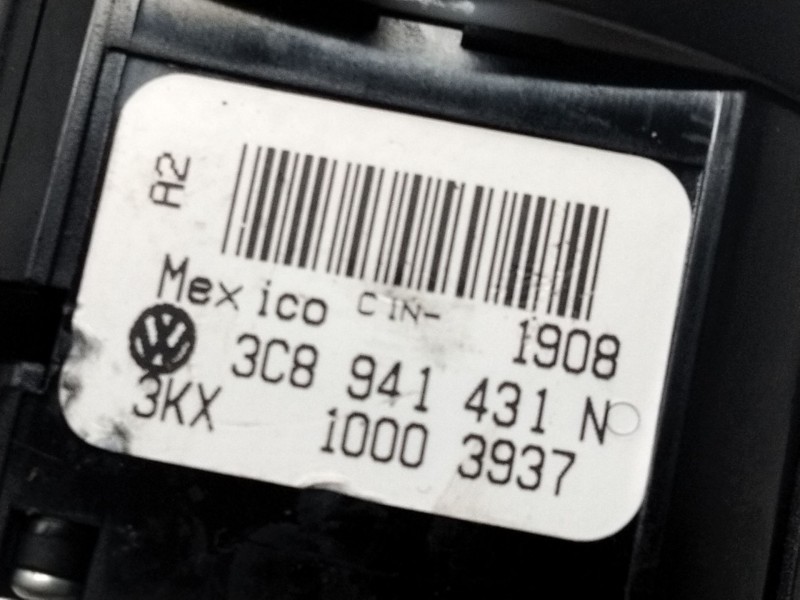 A2
Mexico CIN- 1908
3C8 941 431 N
3KX 1000 3937